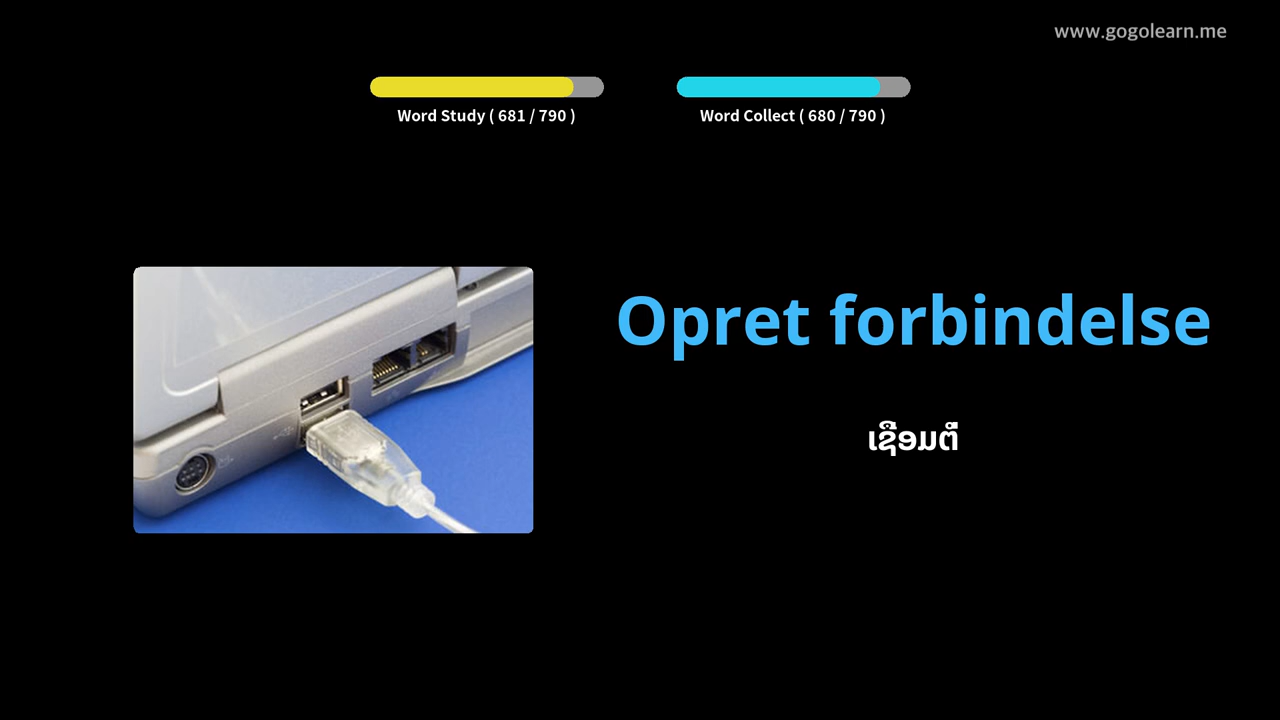 www.gogolearn.me
Word Study ( 681 / 790 )
Word Collect ( 680 / 790 )
Opret forbindelse
ເຊື່ອມຕໍ່